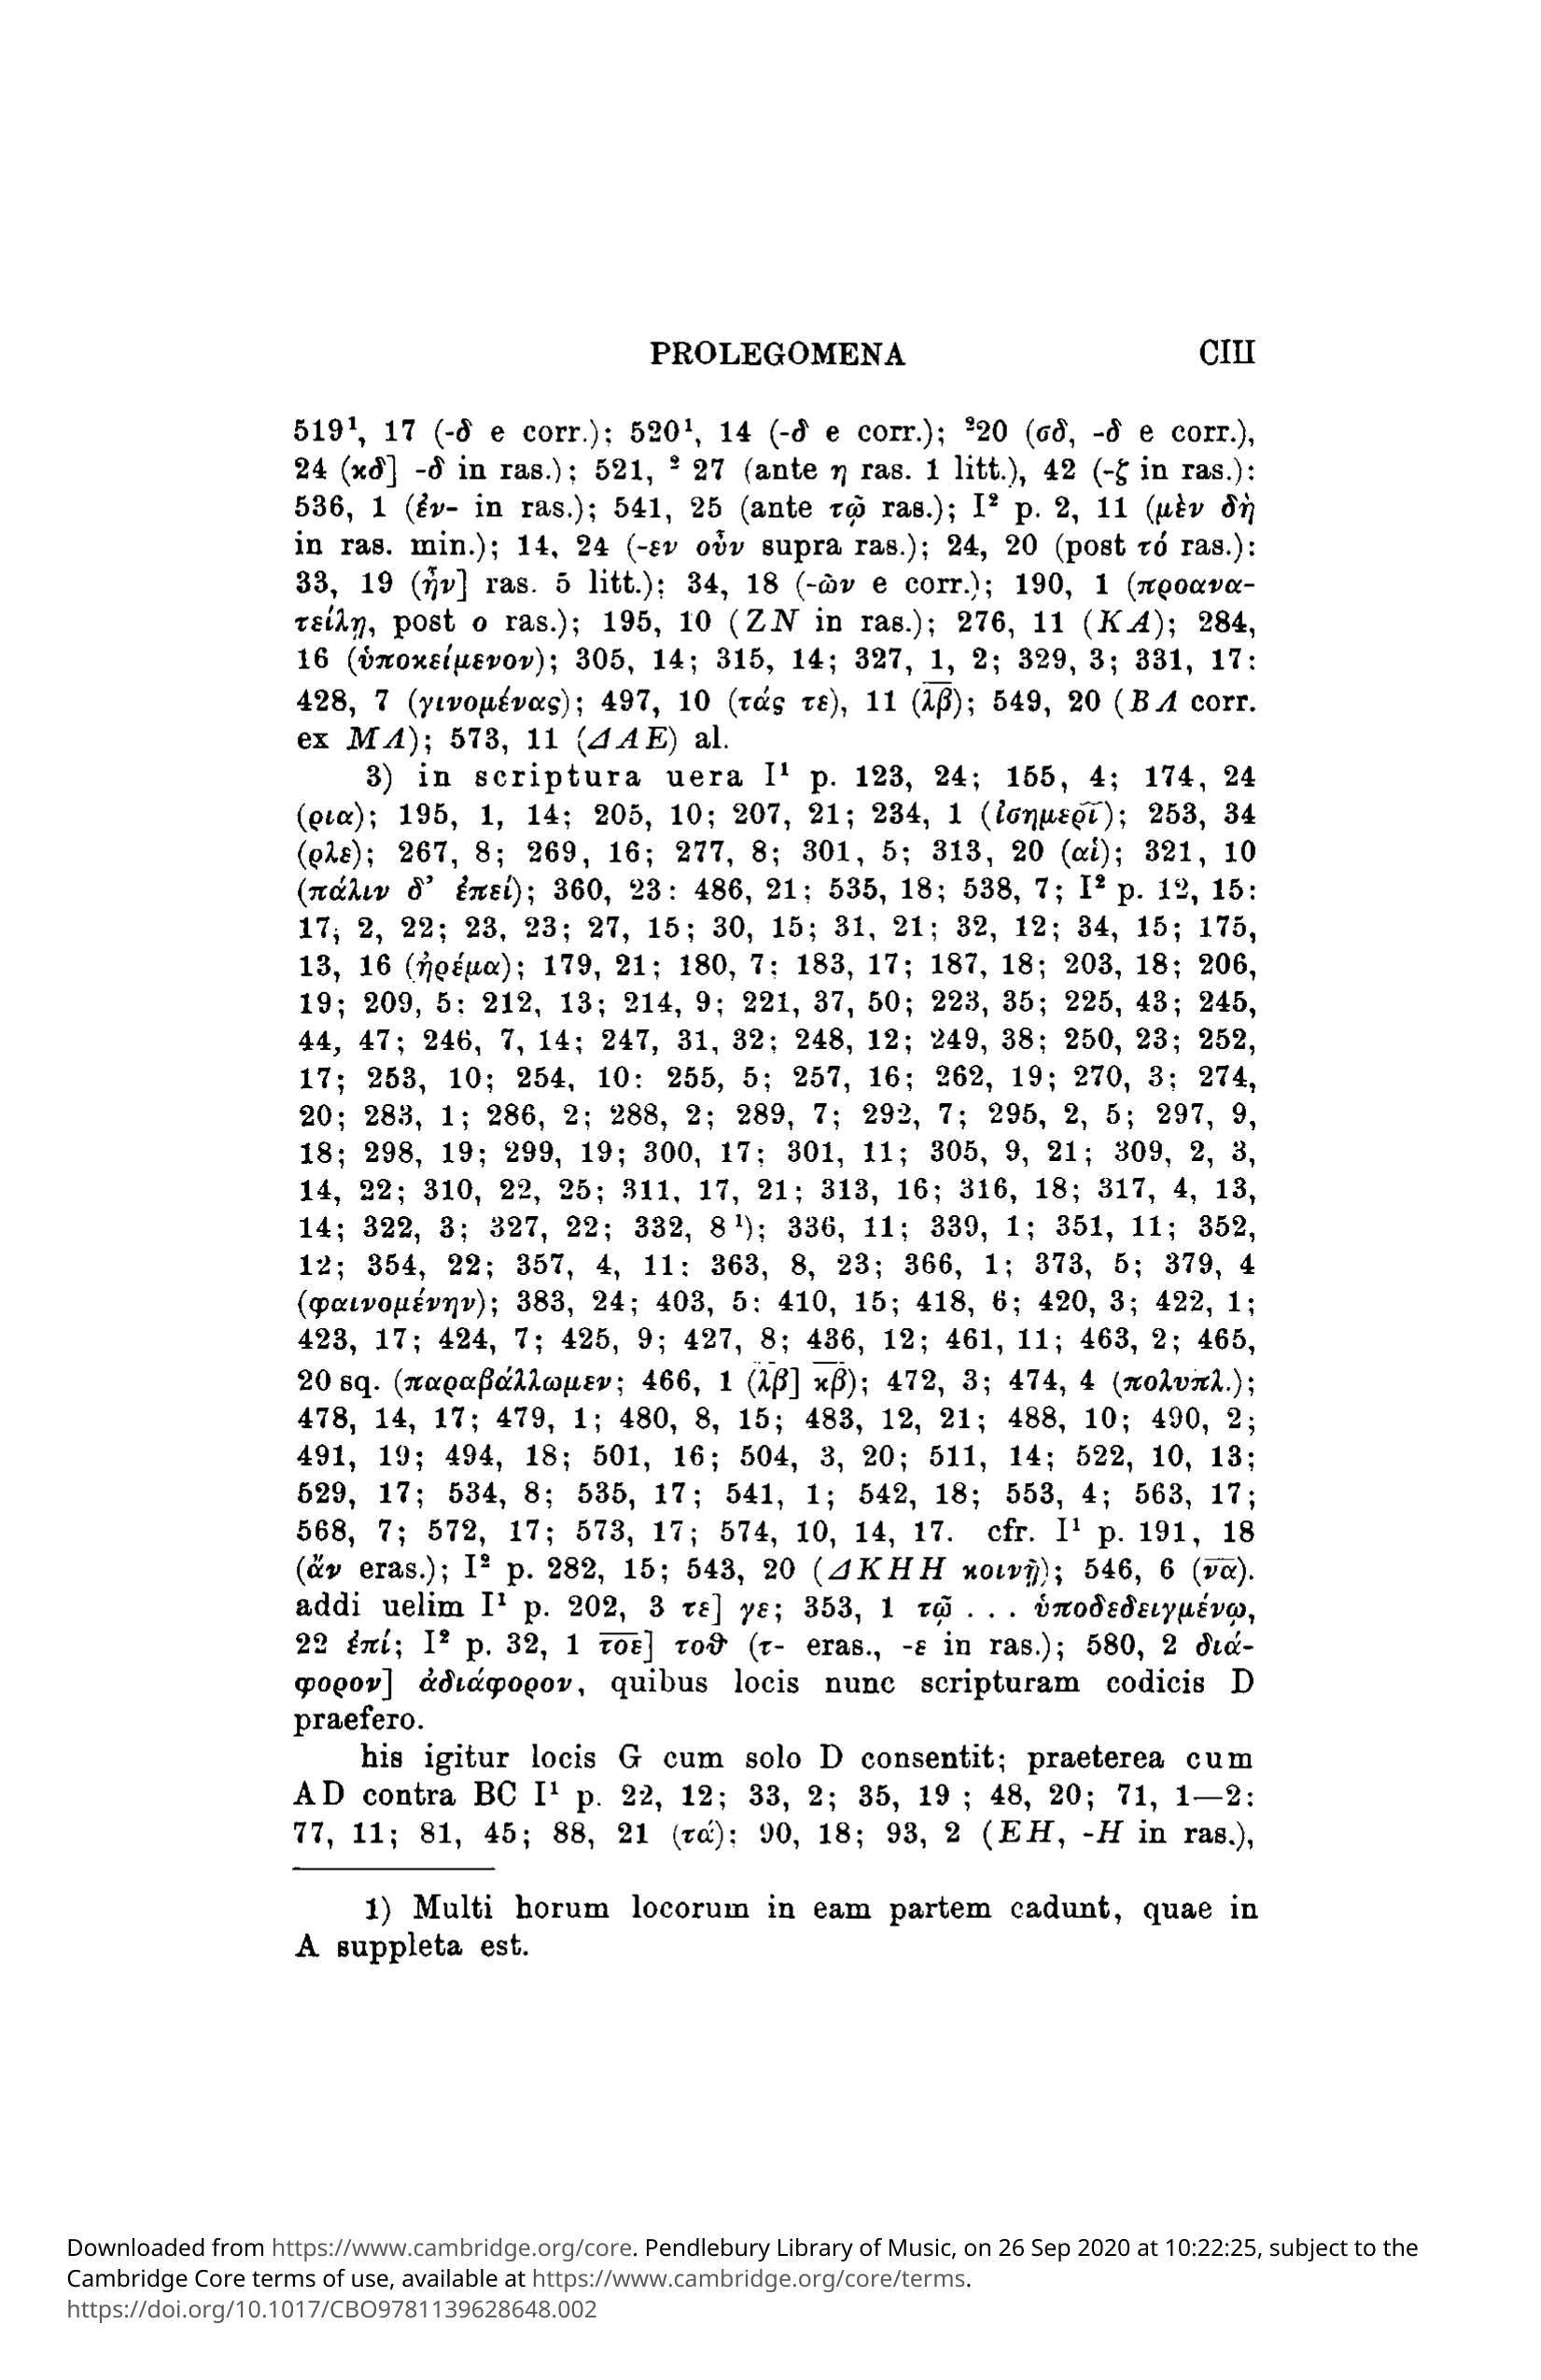 PROLEGOMENA CIII
519¹, 17 (-δ e corr.); 520¹, 14 (-δ e corr.); ²20 (σδ, -δ e corr.),
24 (κδ] -δ in ras.); 521, ² 27 (ante η ras. 1 litt.), 42 (-ζ in ras.):
536, 1 (ἐν- in ras.); 541, 25 (ante τῷ ras.); I² p. 2, 11 (μὲν δὴ
in ras. min.); 14, 24 (-εν οὖν supra ras.); 24, 20 (post τό ras.):
33, 19 (ἦν] ras. 5 litt.); 34, 18 (-ῶν e corr.); 190, 1 (προανα-
τείλῃ, post ο ras.); 195, 10 (ΖΝ in ras.); 276, 11 (ΚΛ); 284,
16 (ὑποκείμενον); 305, 14; 315, 14; 327, 1, 2; 329, 3; 331, 17:
428, 7 (γινομένας); 497, 10 (τάς τε), 11 (λ̅β̅); 549, 20 (ΒΛ corr.
ex ΜΛ); 573, 11 (ΔΛΕ) al.
3) in scriptura uera I¹ p. 123, 24; 155, 4; 174, 24
(ρια); 195, 1, 14; 205, 10; 207, 21; 234, 1 (ἰσημερῑ); 253, 34
(ρλε); 267, 8; 269, 16; 277, 8; 301, 5; 313, 20 (αἱ); 321, 10
(πάλιν δ’ ἐπεί); 360, 23: 486, 21; 535, 18; 538, 7; I² p. 12, 15:
17, 2, 22; 23, 23; 27, 15; 30, 15; 31, 21; 32, 12; 34, 15; 175,
13, 16 (ἠρέμα); 179, 21; 180, 7; 183, 17; 187, 18; 203, 18; 206,
19; 209, 5; 212, 13; 214, 9; 221, 37, 50; 223, 35; 225, 43; 245,
44, 47; 246, 7, 14; 247, 31, 32; 248, 12; 249, 38; 250, 23; 252,
17; 253, 10; 254, 10: 255, 5; 257, 16; 262, 19; 270, 3; 274,
20; 283, 1; 286, 2; 288, 2; 289, 7; 292, 7; 295, 2, 5; 297, 9,
18; 298, 19; 299, 19; 300, 17; 301, 11; 305, 9, 21; 309, 2, 3,
14, 22; 310, 22, 25; 311, 17, 21; 313, 16; 316, 18; 317, 4, 13,
14; 322, 3; 327, 22; 332, 8 ¹); 336, 11; 339, 1; 351, 11; 352,
12; 354, 22; 357, 4, 11: 363, 8, 23; 366, 1; 373, 5; 379, 4
(φαινομένην); 383, 24; 403, 5: 410, 15; 418, 6; 420, 3; 422, 1;
423, 17; 424, 7; 425, 9; 427, 8; 436, 12; 461, 11; 463, 2; 465,
20 sq. (παραβάλλωμεν; 466, 1 (λ̅β̅] κ̅β̅); 472, 3; 474, 4 (πολυπλ.);
478, 14, 17; 479, 1; 480, 8, 15; 483, 12, 21; 488, 10; 490, 2;
491, 19; 494, 18; 501, 16; 504, 3, 20; 511, 14; 522, 10, 13;
529, 17; 534, 8; 535, 17; 541, 1; 542, 18; 553, 4; 563, 17;
568, 7; 572, 17; 573, 17; 574, 10, 14, 17. cfr. I¹ p. 191, 18
(ἄν eras.); I² p. 282, 15; 543, 20 (ΔΚΗΗ κοινῇ); 546, 6 (ν̅α̅).
addi uelim I¹ p. 202, 3 τε] γε; 353, 1 τῷ . . . ὑποδεδειγμένῳ,
22 ἐπί; I² p. 32, 1 τ̅ο̅ε̅] τοϑ (τ- eras., -ε in ras.); 580, 2 διά-
φορον] ἀδιάφορον, quibus locis nunc scripturam codicis D
praefero.
his igitur locis G cum solo D consentit; praeterea cum
AD contra BC I¹ p. 22, 12; 33, 2; 35, 19 ; 48, 20; 71, 1—2:
77, 11; 81, 45; 88, 21 (τά); 90, 18; 93, 2 (ΕΗ, -Η in ras.),
1) Multi horum locorum in eam partem cadunt, quae in
A suppleta est.
Downloaded from https://www.cambridge.org/core. Pendlebury Library of Music, on 26 Sep 2020 at 10:22:25, subject to the
Cambridge Core terms of use, available at https://www.cambridge.org/core/terms.
https://doi.org/10.1017/CBO9781139628648.002